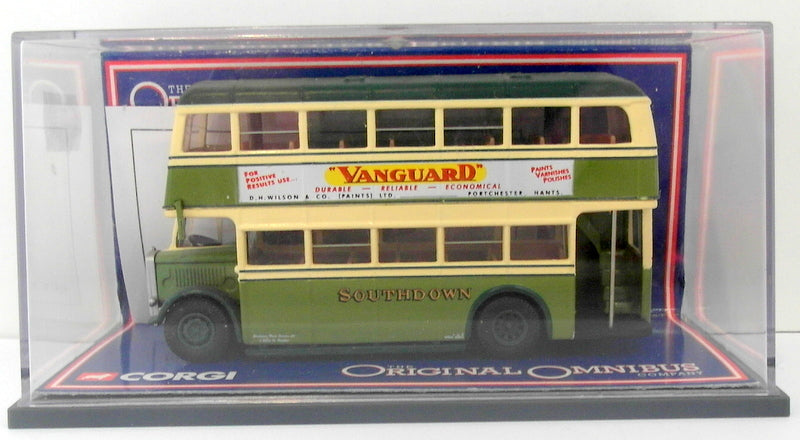 THE
FOR
POSITIVE
RESULTS USE...
"VANGUARD"
DURABLE — RELIABLE — ECONOMICAL
PAINTS
VARNISHES
POLISHES
D.H.WILSON & CO. (PAINTS) LTD.
PORTCHESTER, HANTS.
SOUTHDOWN
CORGI
THE
ORIGINAL OMNIBUS
COMPANY